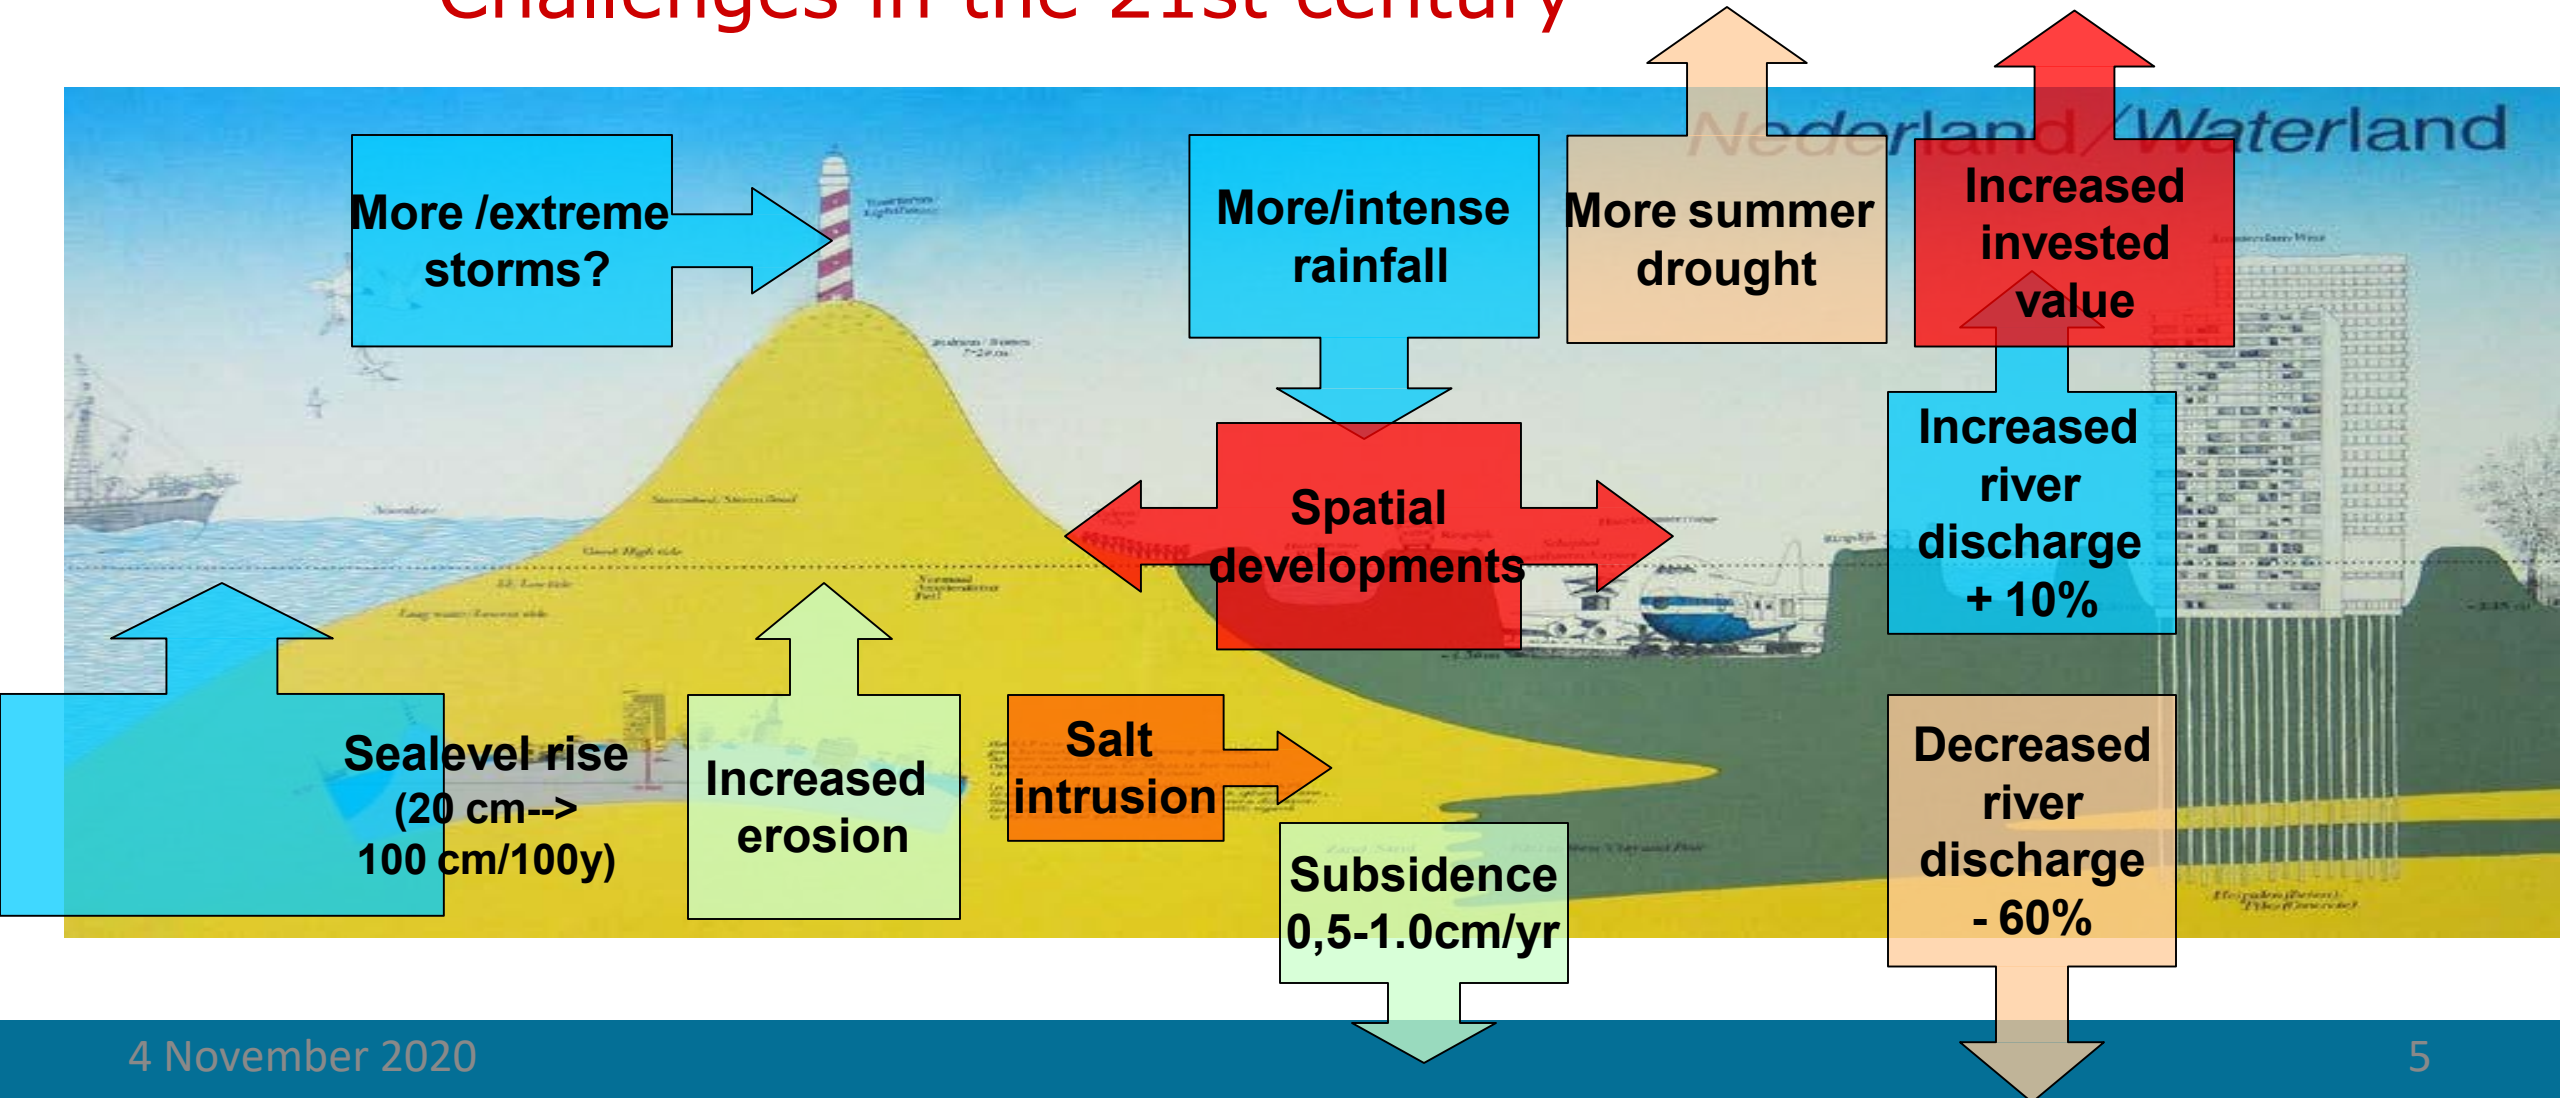 Challenges in the 21st century
Nederland/Waterland
More /extreme
storms?
More/intense
rainfall
More summer
drought
Increased
invested
value
Spatial
developments
Increased
river
discharge
+ 10%
Sealevel rise
(20 cm-->
100 cm/100y)
Increased
erosion
Salt
intrusion
Subsidence
0,5-1.0cm/yr
Decreased
river
discharge
- 60%
4 November 2020
5